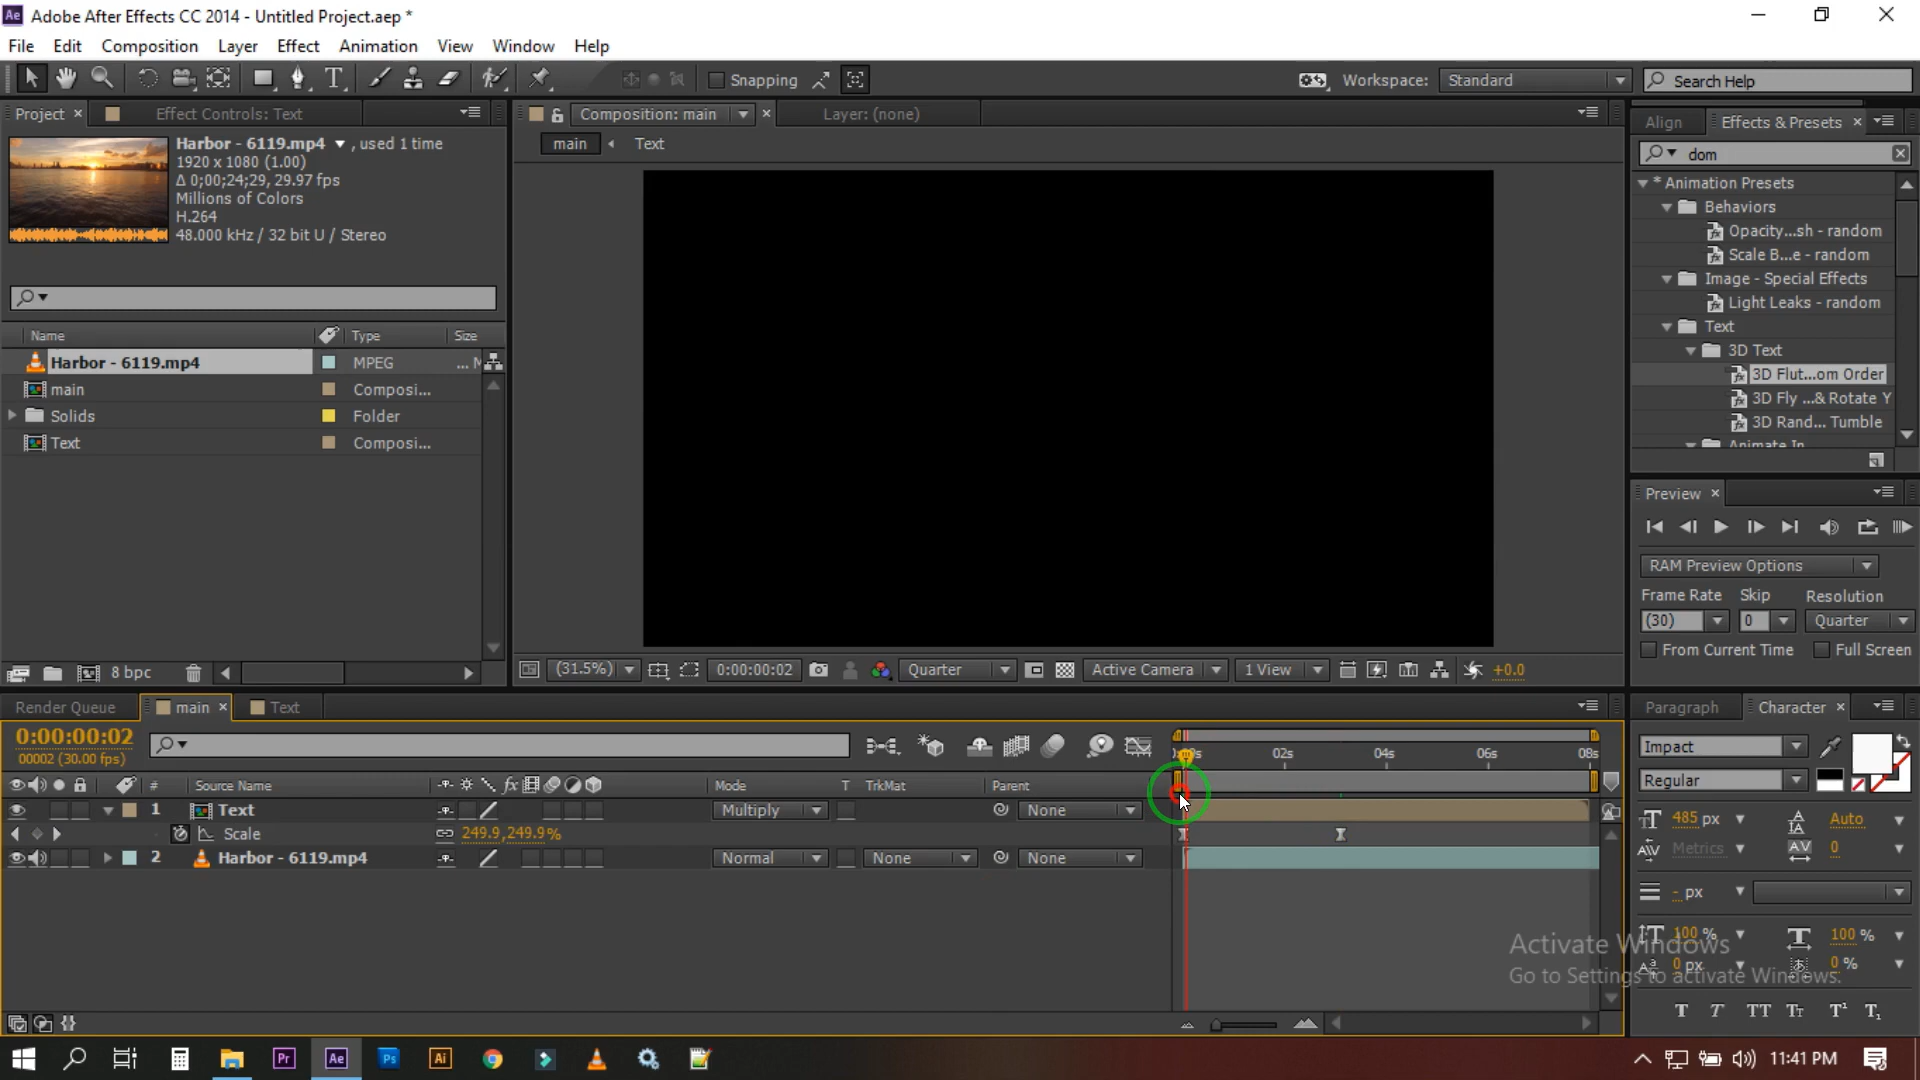 Adobe After Effects CC 2014 - Untitled Project.aep *
File Edit Composition Layer Effect Animation View Window Help
Snapping
Workspace: Standard
Search Help
Project × Effect Controls: Text
Harbor - 6119.mp4 ▼ , used 1 time
1920 x 1080 (1.00)
Δ 0;00;24;29, 29.97 fps
Millions of Colors
H.264
48.000 kHz / 32 bit U / Stereo
Name Type Size
Harbor - 6119.mp4 MPEG ... M
main Composi...
Solids Folder
Text Composi...
8 bpc
Composition: main × Layer: (none)
main Text
(31.5%) 0:00:00:02 Quarter Active Camera 1 View +0.0
Align Effects & Presets ×
dom
* Animation Presets
Behaviors
Opacity...sh - random
Scale B...e - random
Image - Special Effects
Light Leaks - random
Text
3D Text
3D Flut...om Order
3D Fly ...& Rotate Y
3D Rand... Tumble
Animate In
Preview ×
RAM Preview Options
Frame Rate Skip Resolution
(30) 0 Quarter
From Current Time Full Screen
Render Queue main × Text
0:00:00:02
00002 (30.00 fps)
02s 04s 06s 08s
# Source Name fx Mode T TrkMat Parent
1 Text Multiply None
Scale 249.9,249.9%
2 Harbor - 6119.mp4 Normal None None
Paragraph Character ×
Impact
Regular
485 px Auto
Metrics 0
- px
100 % 100 %
0 px 0 %
T T TT Tt T¹ T₁
Activate Windows
Go to Settings to activate Windows.
Pr Ae Ps Ai
11:41 PM